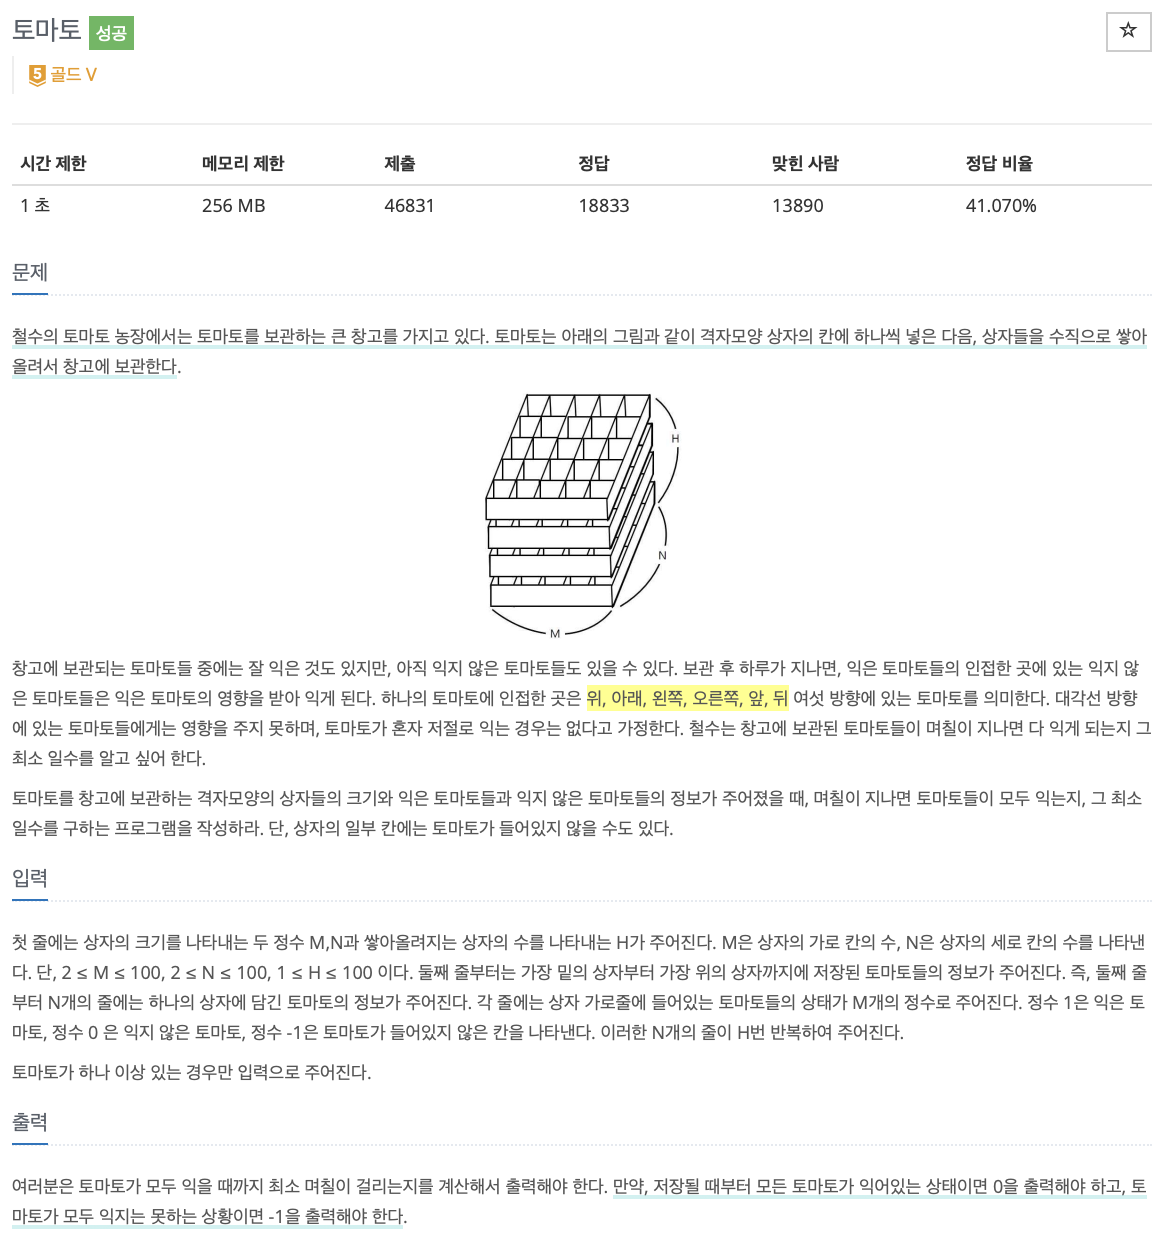 토마토 성공
☆
5 골드 V
시간 제한 메모리 제한 제출 정답 맞힌 사람 정답 비율
1 초 256 MB 46831 18833 13890 41.070%
문제
철수의 토마토 농장에서는 토마토를 보관하는 큰 창고를 가지고 있다. 토마토는 아래의 그림과 같이 격자모양 상자의 칸에 하나씩 넣은 다음, 상자들을 수직으로 쌓아
올려서 창고에 보관한다.
H
N
M
창고에 보관되는 토마토들 중에는 잘 익은 것도 있지만, 아직 익지 않은 토마토들도 있을 수 있다. 보관 후 하루가 지나면, 익은 토마토들의 인접한 곳에 있는 익지 않
은 토마토들은 익은 토마토의 영향을 받아 익게 된다. 하나의 토마토에 인접한 곳은 위, 아래, 왼쪽, 오른쪽, 앞, 뒤 여섯 방향에 있는 토마토를 의미한다. 대각선 방향
에 있는 토마토들에게는 영향을 주지 못하며, 토마토가 혼자 저절로 익는 경우는 없다고 가정한다. 철수는 창고에 보관된 토마토들이 며칠이 지나면 다 익게 되는지 그
최소 일수를 알고 싶어 한다.
토마토를 창고에 보관하는 격자모양의 상자들의 크기와 익은 토마토들과 익지 않은 토마토들의 정보가 주어졌을 때, 며칠이 지나면 토마토들이 모두 익는지, 그 최소
일수를 구하는 프로그램을 작성하라. 단, 상자의 일부 칸에는 토마토가 들어있지 않을 수도 있다.
입력
첫 줄에는 상자의 크기를 나타내는 두 정수 M,N과 쌓아올려지는 상자의 수를 나타내는 H가 주어진다. M은 상자의 가로 칸의 수, N은 상자의 세로 칸의 수를 나타낸
다. 단, 2 ≤ M ≤ 100, 2 ≤ N ≤ 100, 1 ≤ H ≤ 100 이다. 둘째 줄부터는 가장 밑의 상자부터 가장 위의 상자까지에 저장된 토마토들의 정보가 주어진다. 즉, 둘째 줄
부터 N개의 줄에는 하나의 상자에 담긴 토마토의 정보가 주어진다. 각 줄에는 상자 가로줄에 들어있는 토마토들의 상태가 M개의 정수로 주어진다. 정수 1은 익은 토
마토, 정수 0 은 익지 않은 토마토, 정수 -1은 토마토가 들어있지 않은 칸을 나타낸다. 이러한 N개의 줄이 H번 반복하여 주어진다.
토마토가 하나 이상 있는 경우만 입력으로 주어진다.
출력
여러분은 토마토가 모두 익을 때까지 최소 며칠이 걸리는지를 계산해서 출력해야 한다. 만약, 저장될 때부터 모든 토마토가 익어있는 상태이면 0을 출력해야 하고, 토
마토가 모두 익지는 못하는 상황이면 -1을 출력해야 한다.